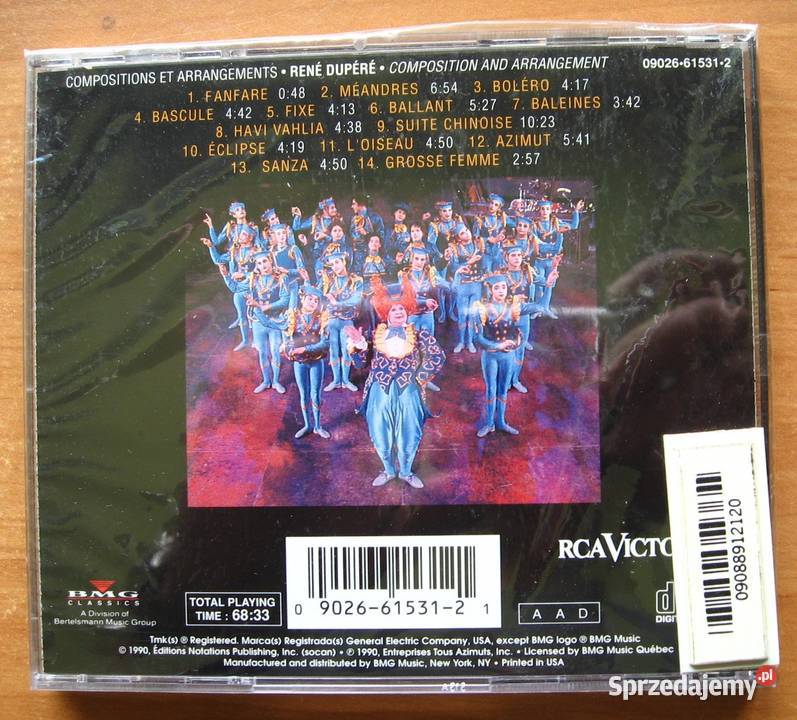 COMPOSITIONS ET ARRANGEMENTS • RENÉ DUPÉRÉ • COMPOSITION AND ARRANGEMENT
09026-61531-2
1. FANFARE 0:48 2. MÉANDRES 6:54 3. BOLÉRO 4:17
4. BASCULE 4:42 5. FIXE 4:13 6. BALLANT 5:27 7. BALEINES 3:42
8. HAVI VAHLIA 4:38 9. SUITE CHINOISE 10:23
10. ÉCLIPSE 4:19 11. L'OISEAU 4:50 12. AZIMUT 5:41
13. SANZA 4:50 14. GROSSE FEMME 2:57
BMG
CLASSICS
A Division of
Bertelsmann Music Group
TOTAL PLAYING
TIME : 68:33
0 9026-61531-2 1
RCAVICTO
A A D
DIGIT
09088912120
Tmk(s) ® Registered. Marca(s) Registrada(s) General Electric Company, USA, except BMG logo ® BMG Music
© 1990, Éditions Notations Publishing, Inc. (socan) • ℗ 1990, Entreprises Tous Azimuts, Inc. • Licensed by BMG Music Québec
Manufactured and distributed by BMG Music, New York, NY • Printed in USA
Sprzedajemy.pl